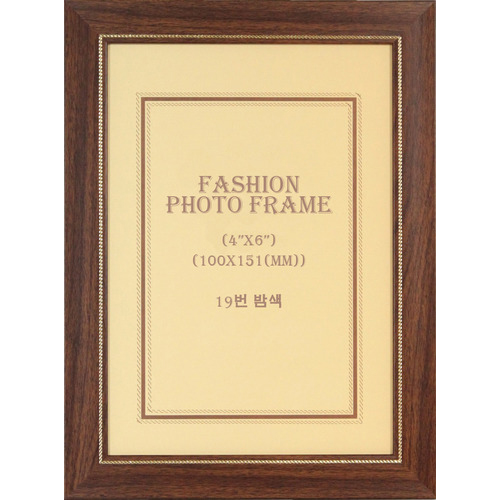 FASHION
PHOTO FRAME
(4"X6")
(100X151(MM))
19번 밤색